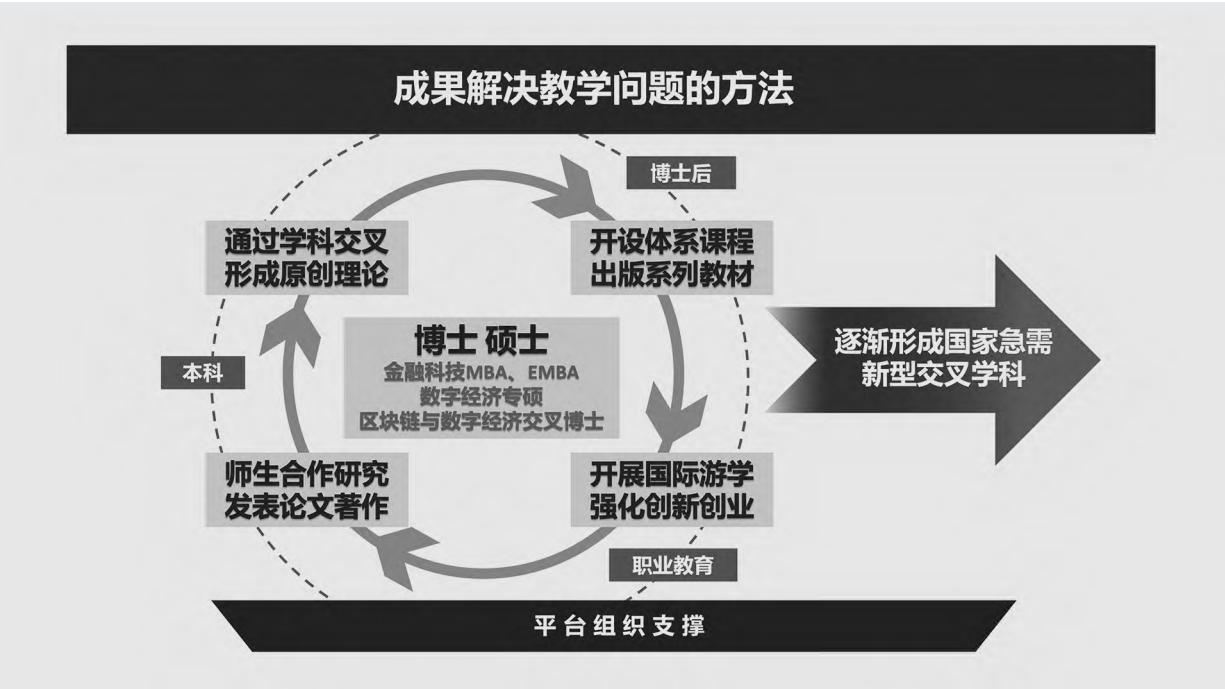 成果解决教学问题的方法
博士后
通过学科交叉
形成原创理论
开设体系课程
出版系列教材
博士 硕士
金融科技MBA、EMBA
数字经济专硕
区块链与数字经济交叉博士
本科
逐渐形成国家急需
新型交叉学科
师生合作研究
发表论文著作
开展国际游学
强化创新创业
职业教育
平台组织支撑